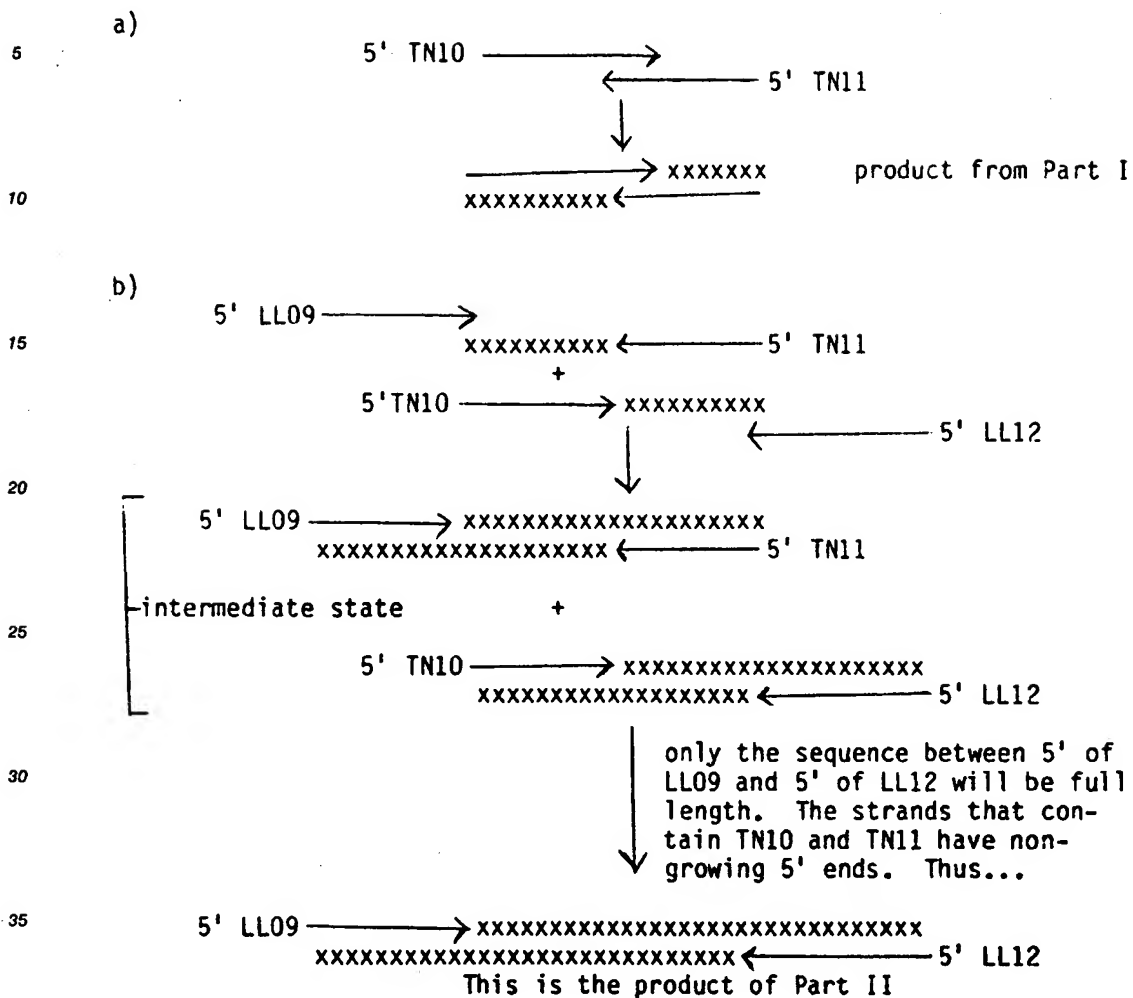 a)
5
5' TN10
5' TN11
xxxxxxx product from Part I
10
xxxxxxxxxx
b)
5' LL09
15
xxxxxxxxxx 5' TN11
+
5'TN10 xxxxxxxxxx
5' LL12
20
5' LL09 xxxxxxxxxxxxxxxxxxxxx
xxxxxxxxxxxxxxxxxxxx 5' TN11
intermediate state +
25
5' TN10 xxxxxxxxxxxxxxxxxxxxx
xxxxxxxxxxxxxxxxxxx 5' LL12
only the sequence between 5' of
30
LL09 and 5' of LL12 will be full
length. The strands that con-
tain TN10 and TN11 have non-
growing 5' ends. Thus...
35
5' LL09 xxxxxxxxxxxxxxxxxxxxxxxxxxxxxxx
xxxxxxxxxxxxxxxxxxxxxxxxxxxxx 5' LL12
This is the product of Part II